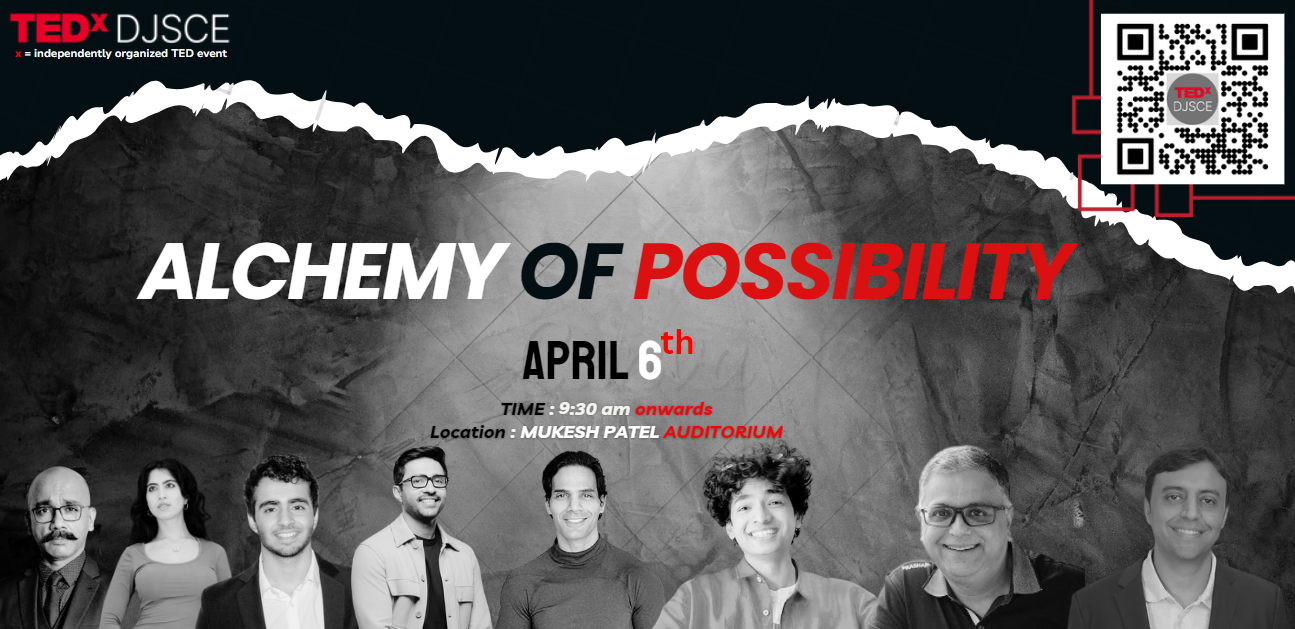 TEDx DJSCE
x = independently organized TED event
TEDx
DJSCE
ALCHEMY OF POSSIBILITY
APRIL 6th
TIME : 9:30 am onwards
Location : MUKESH PATEL AUDITORIUM